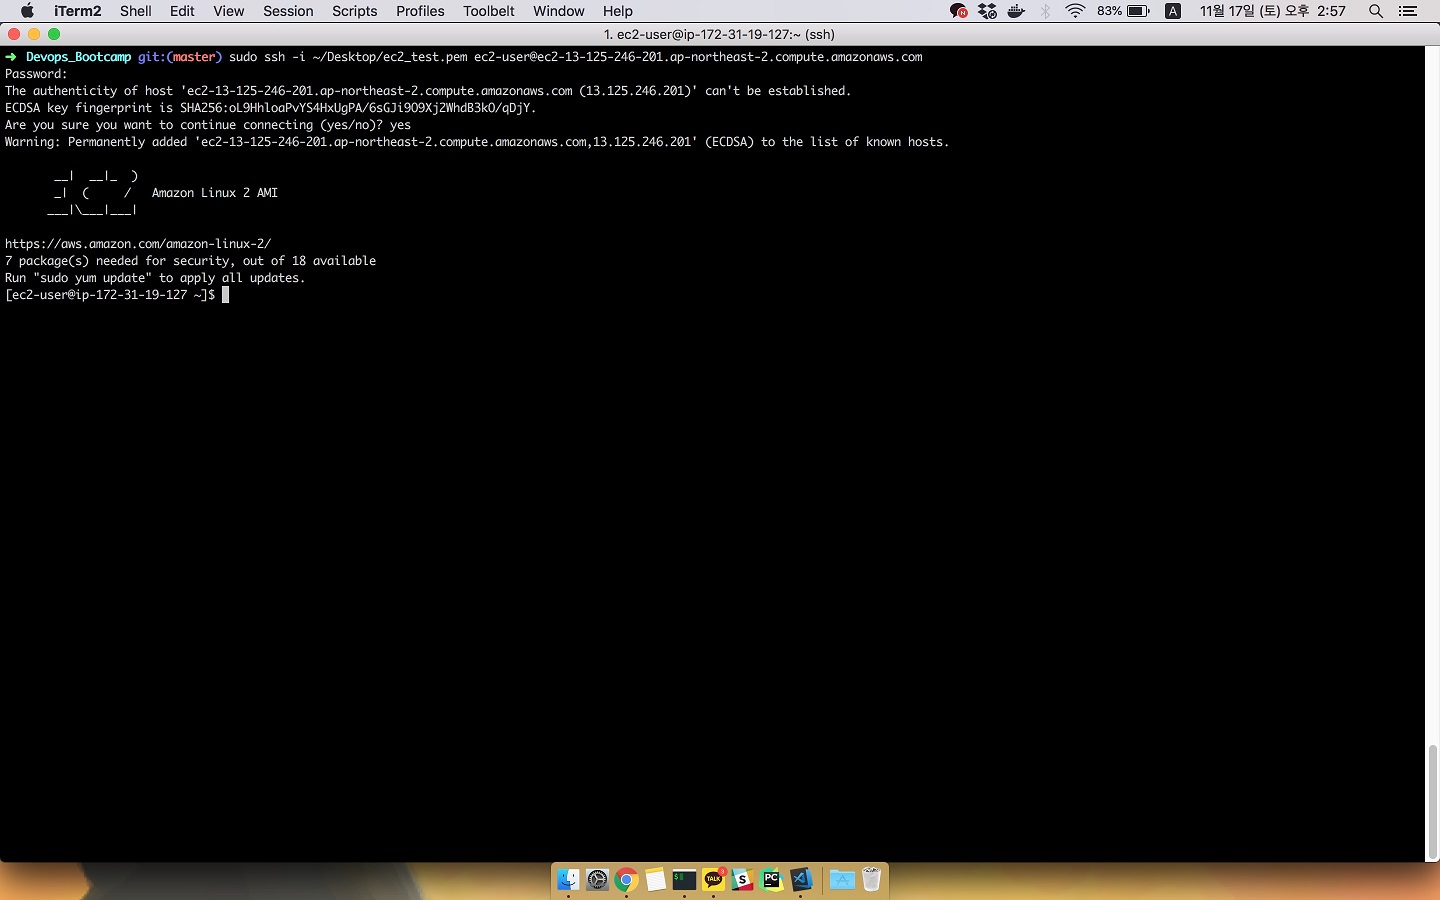 iTerm2 Shell Edit View Session Scripts Profiles Toolbelt Window Help 83% A 11월 17일 (토) 오후 2:57
1. ec2-user@ip-172-31-19-127:~ (ssh)
➜ Devops_Bootcamp git:(master) sudo ssh -i ~/Desktop/ec2_test.pem ec2-user@ec2-13-125-246-201.ap-northeast-2.compute.amazonaws.com
Password:
The authenticity of host 'ec2-13-125-246-201.ap-northeast-2.compute.amazonaws.com (13.125.246.201)' can't be established.
ECDSA key fingerprint is SHA256:oL9HhloaPvYS4HxUgPA/6sGJi9O9Xj2WhdB3kO/qDjY.
Are you sure you want to continue connecting (yes/no)? yes
Warning: Permanently added 'ec2-13-125-246-201.ap-northeast-2.compute.amazonaws.com,13.125.246.201' (ECDSA) to the list of known hosts.
__|  __|_  )
_|  (     /   Amazon Linux 2 AMI
___|\___|___|
https://aws.amazon.com/amazon-linux-2/
7 package(s) needed for security, out of 18 available
Run "sudo yum update" to apply all updates.
[ec2-user@ip-172-31-19-127 ~]$
TALK 3 S PC